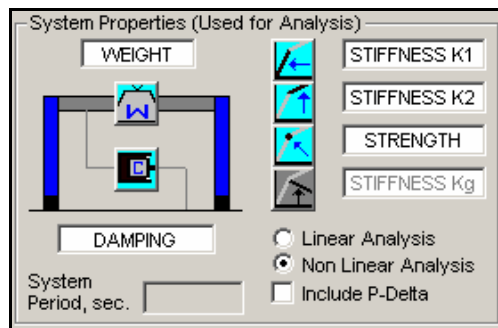 System Properties (Used for Analysis)
WEIGHT
W
C
DAMPING
System
Period, sec.
STIFFNESS K1
STIFFNESS K2
STRENGTH
STIFFNESS Kg
Linear Analysis
Non Linear Analysis
Include P-Delta